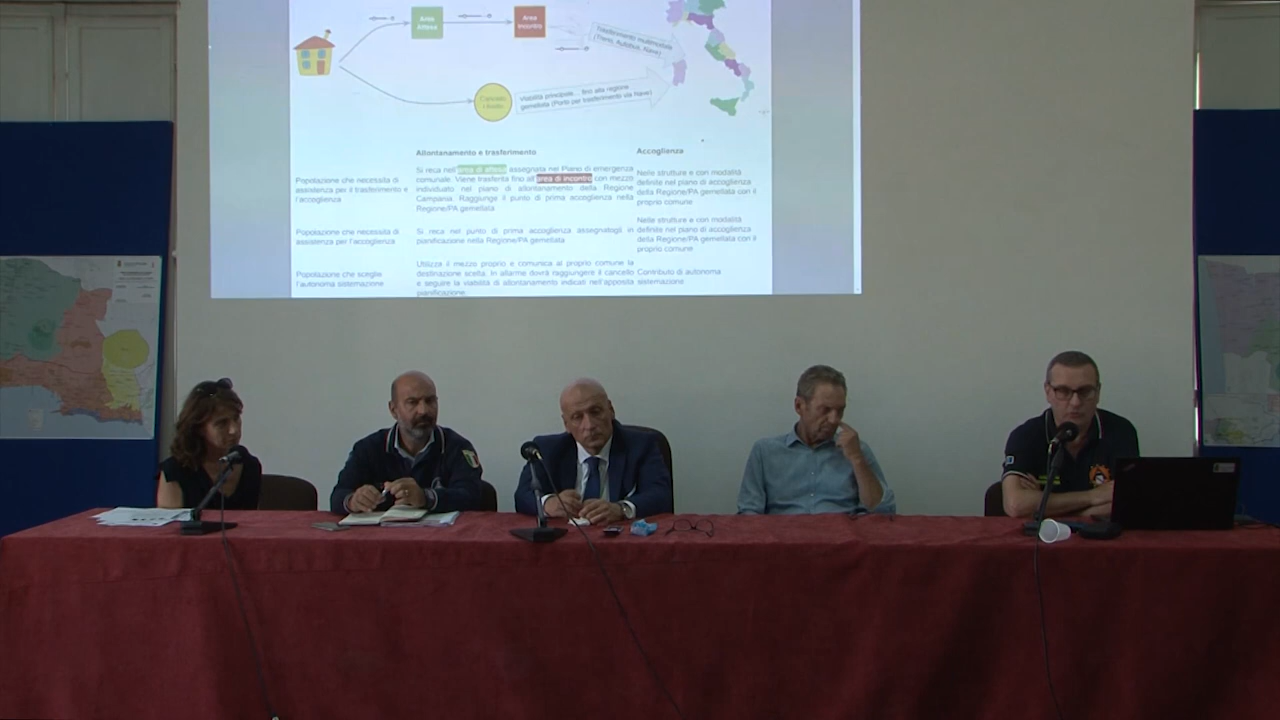 Area
Attesa
Area
Incontro
Trasferimento multimodale
(Treno, Autobus, Nave)
Viabilità principale... fino alla regione
gemellata (Porto per trasferimento via Nave)
Allontanamento e trasferimento
Accoglienza
Popolazione che necessita di
assistenza per il trasferimento e
l'accoglienza
Si reca nell'area di attesa assegnata nel Piano di emergenza
comunale. Viene trasferita fino all'area di incontro con mezzo
individuato nel piano di allontanamento della Regione
Campania. Raggiunge il punto di prima accoglienza nella
Regione/PA gemellata
Nelle strutture e con modalità
definite nel piano di accoglienza
della Regione/PA gemellata con il
proprio comune
Popolazione che necessita di
assistenza per l'accoglienza
Si reca nel punto di prima accoglienza assegnatogli in
pianificazione nella Regione/PA gemellata
Nelle strutture e con modalità
definite nel piano di accoglienza
della Regione/PA gemellata con il
proprio comune
Popolazione che sceglie
l'autonoma sistemazione
Utilizza il mezzo proprio e comunica al proprio comune la
destinazione scelta. In allarme dovrà raggiungere il cancello
e seguire la viabilità di allontanamento indicati nell'apposita
pianificazione;
Contributo di autonoma
sistemazione